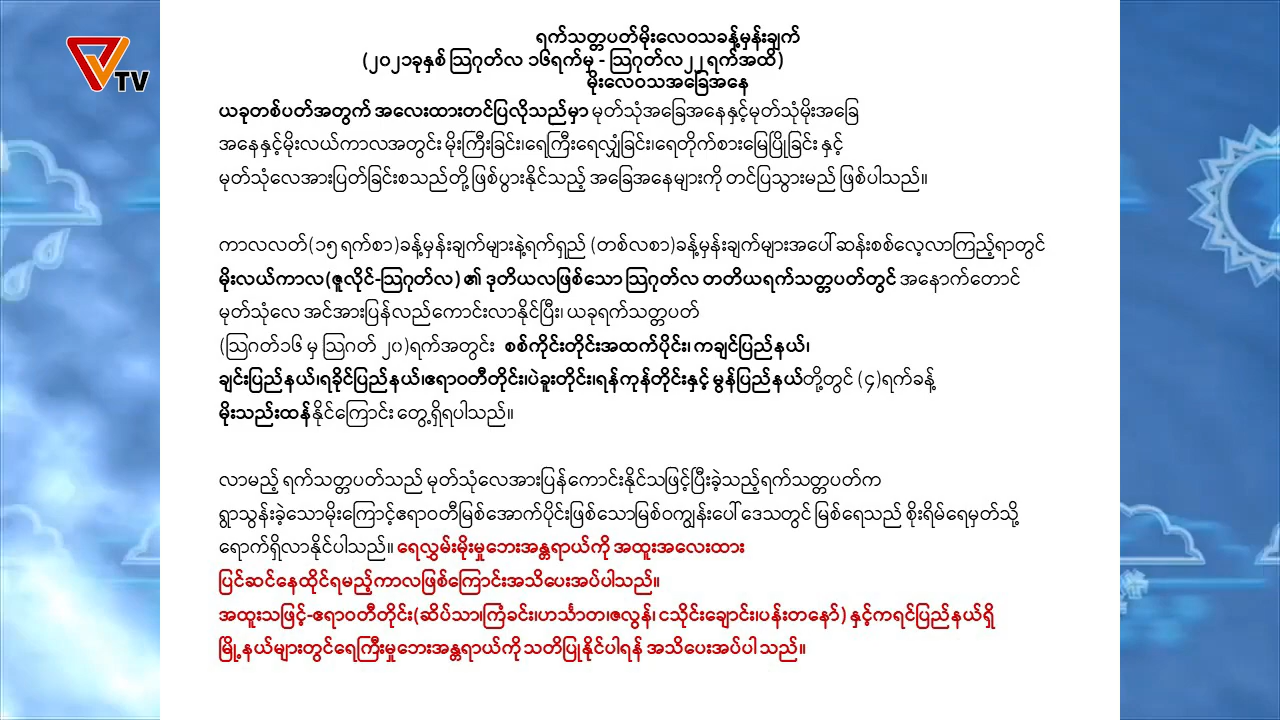 TV
ရက်သတ္တပတ်မိုးလေဝသခန့်မှန်းချက်
(၂၀၂၁ခုနှစ် ဩဂုတ်လ ၁၆ရက်မှ - ဩဂုတ်လ၂၂ရက်အထိ)
မိုးလေဝသအခြေအနေ
ယခုတစ်ပတ်အတွက် အလေးထားတင်ပြလိုသည်မှာ မုတ်သုံအခြေအနေနှင့်မုတ်သုံမိုးအခြေ
အနေနှင့်မိုးလယ်ကာလအတွင်း မိုးကြီးခြင်း၊ရေကြီးရေလျှံခြင်း၊ရေတိုက်စားမြေပြိုခြင်း နှင့်
မုတ်သုံလေအားပြတ်ခြင်းစသည်တို့ ဖြစ်ပွားနိုင်သည့် အခြေအနေများကို တင်ပြသွားမည် ဖြစ်ပါသည်။
ကာလလတ်(၁၅ ရက်စာ)ခန့်မှန်းချက်များနဲ့ရက်ရှည် (တစ်လစာ)ခန့်မှန်းချက်များအပေါ် ဆန်းစစ်လေ့လာကြည့်ရာတွင်
မိုးလယ်ကာလ(ဇူလိုင်-ဩဂုတ်လ) ၏ ဒုတိယလဖြစ်သော ဩဂုတ်လ တတိယရက်သတ္တပတ်တွင် အနောက်တောင်
မုတ်သုံလေ အင်အားပြန်လည်ကောင်းလာနိုင်ပြီး၊ ယခုရက်သတ္တပတ်
(ဩဂတ်၁၆ မှ ဩဂတ် ၂၀)ရက်အတွင်း စစ်ကိုင်းတိုင်းအထက်ပိုင်း၊ ကချင်ပြည်နယ်၊
ချင်းပြည်နယ်၊ရခိုင်ပြည်နယ်၊ဧရာဝတီတိုင်း၊ပဲခူးတိုင်း၊ရန်ကုန်တိုင်းနှင့် မွန်ပြည်နယ်တို့တွင် (၄)ရက်ခန့်
မိုးသည်းထန်နိုင်ကြောင်း တွေ့ရှိရပါသည်။
လာမည့် ရက်သတ္တပတ်သည် မုတ်သုံလေအားပြန်ကောင်းနိုင်သဖြင့်ပြီးခဲ့သည့်ရက်သတ္တပတ်က
ရွာသွန်းခဲ့သောမိုးကြောင့်ဧရာဝတီမြစ်အောက်ပိုင်းဖြစ်သောမြစ်ဝကျွန်းပေါ် ဒေသတွင် မြစ်ရေသည် စိုးရိမ်ရေမှတ်သို့
ရောက်ရှိလာနိုင်ပါသည်။ ရေလွှမ်းမိုးမှုဘေးအန္တရာယ်ကို အထူးအလေးထား
ပြင်ဆင်နေထိုင်ရမည့်ကာလဖြစ်ကြောင်းအသိပေးအပ်ပါသည်။
အထူးသဖြင့်-ဧရာဝတီတိုင်း(ဆိပ်သာ၊ကြံခင်း၊ဟင်္သာတ၊ဇလွန်၊ ငသိုင်းချောင်း၊ပန်းတနော်) နှင့်ကရင်ပြည်နယ်ရှိ
မြို့နယ်များတွင်ရေကြီးမှုဘေးအန္တရာယ်ကို သတိပြုနိုင်ပါရန် အသိပေးအပ်ပါ သည်။